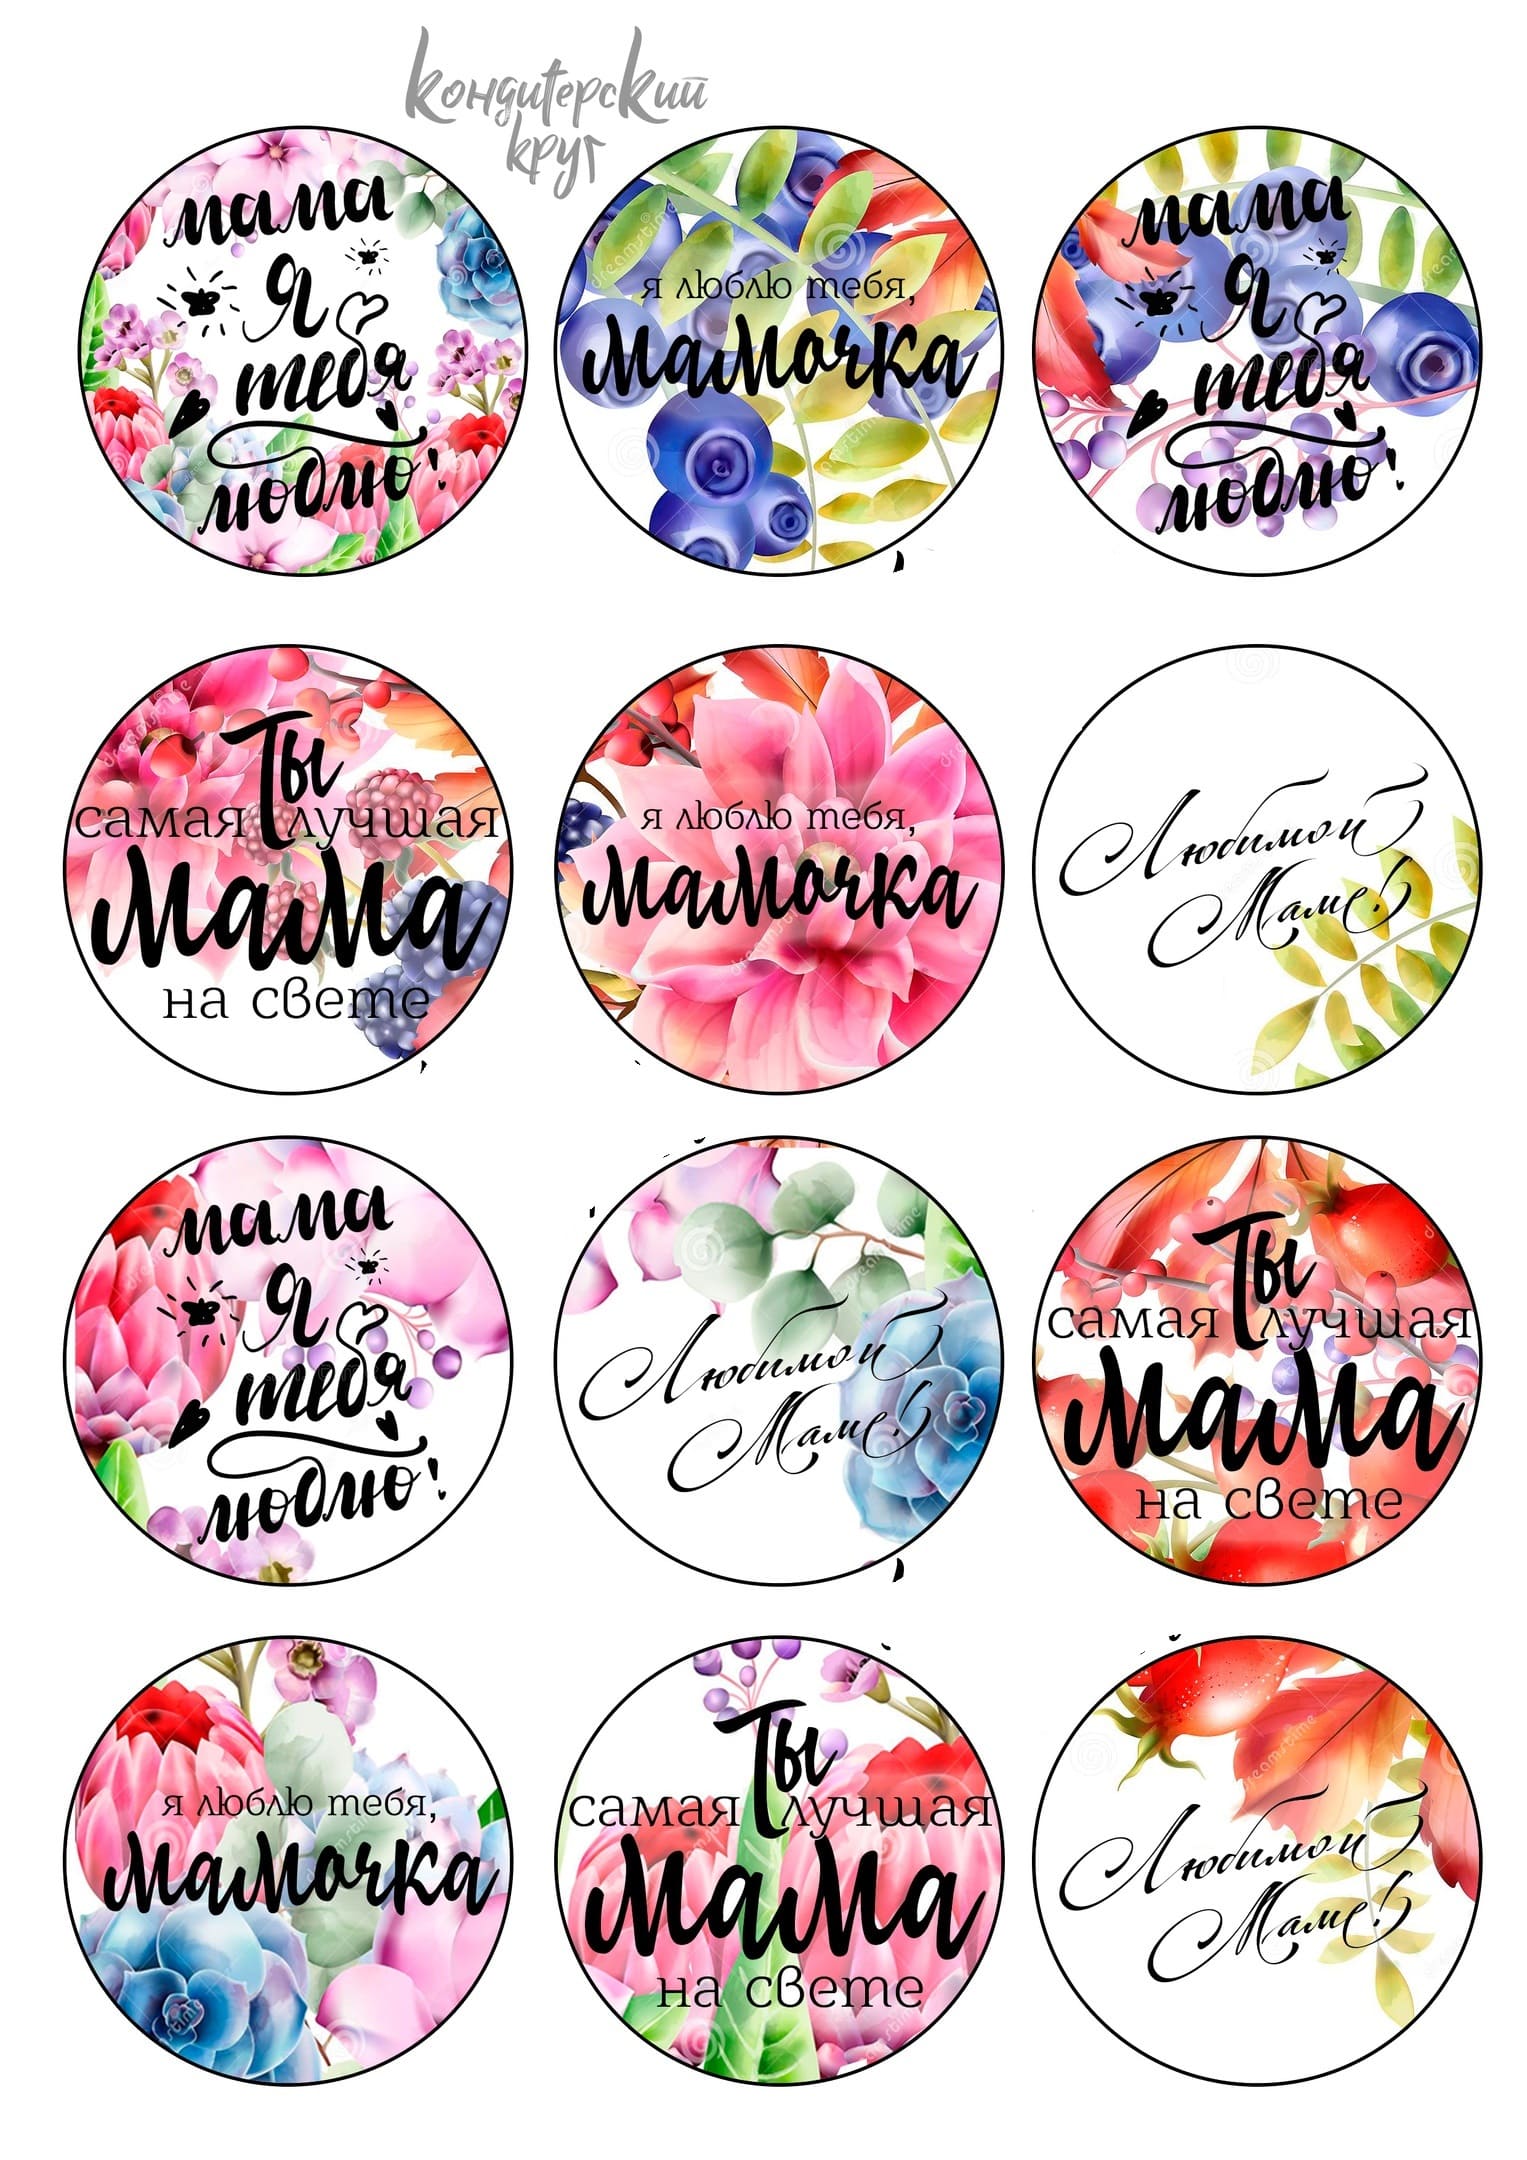 кондитерский
круг
мама
я
тебя
люблю!
я люблю тебя,
мамочка
мама
я
тебя
люблю!
Ты
самая лучшая
мама
на свете
я люблю тебя,
мамочка
Любимой
Маме!
мама
я
тебя
люблю!
Любимой
Маме!
Ты
самая лучшая
мама
на свете
я люблю тебя,
мамочка
Ты
самая лучшая
мама
на свете
Любимой
Маме!